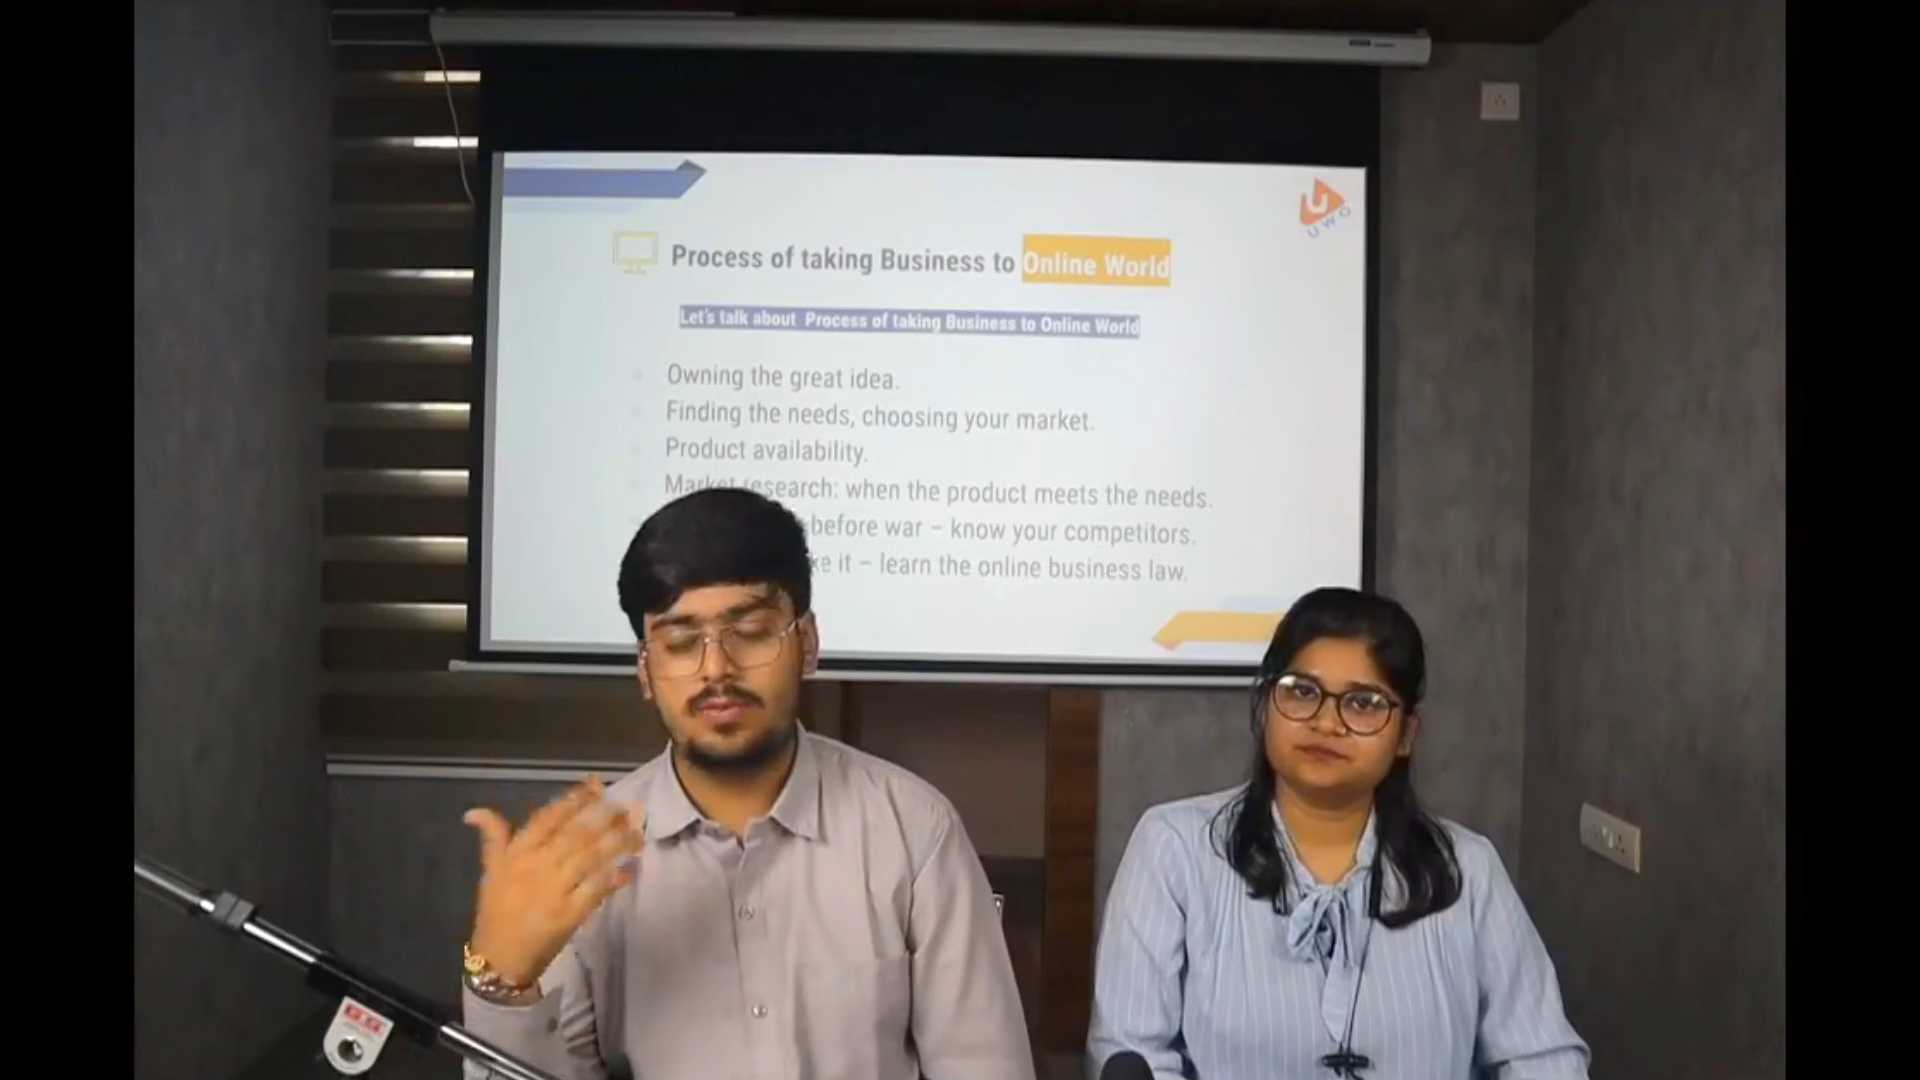 U
UWO
Process of taking Business to Online World
Let's talk about Process of taking Business to Online World
Owning the great idea.
Finding the needs, choosing your market.
Product availability.
Market research: when the product meets the needs.
before war – know your competitors.
it – learn the online business law.